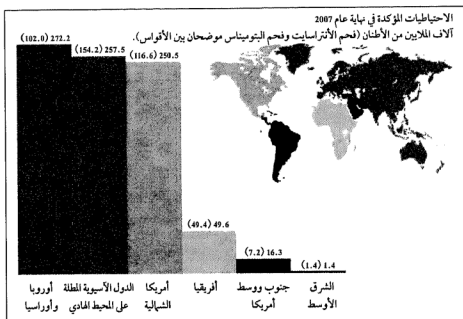 الاحتياطيات المؤكدة في نهاية عام 2007
آلاف الملايين من الأطنان (فحم الأنتراسايت وفحم البتوميناس موضحان بين الأقواس).
272.2 (102.0)
257.5 (154.2)
250.5 (116.6)
49.6 (49.4)
16.3 (7.2)
1.4 (1.4)
أوروبا
وأوراسيا
الدول الآسيوية المطلة
على المحيط الهادي
أمريكا
الشمالية
أفريقيا
جنوب ووسط
أمريكا
الشرق
الأوسط